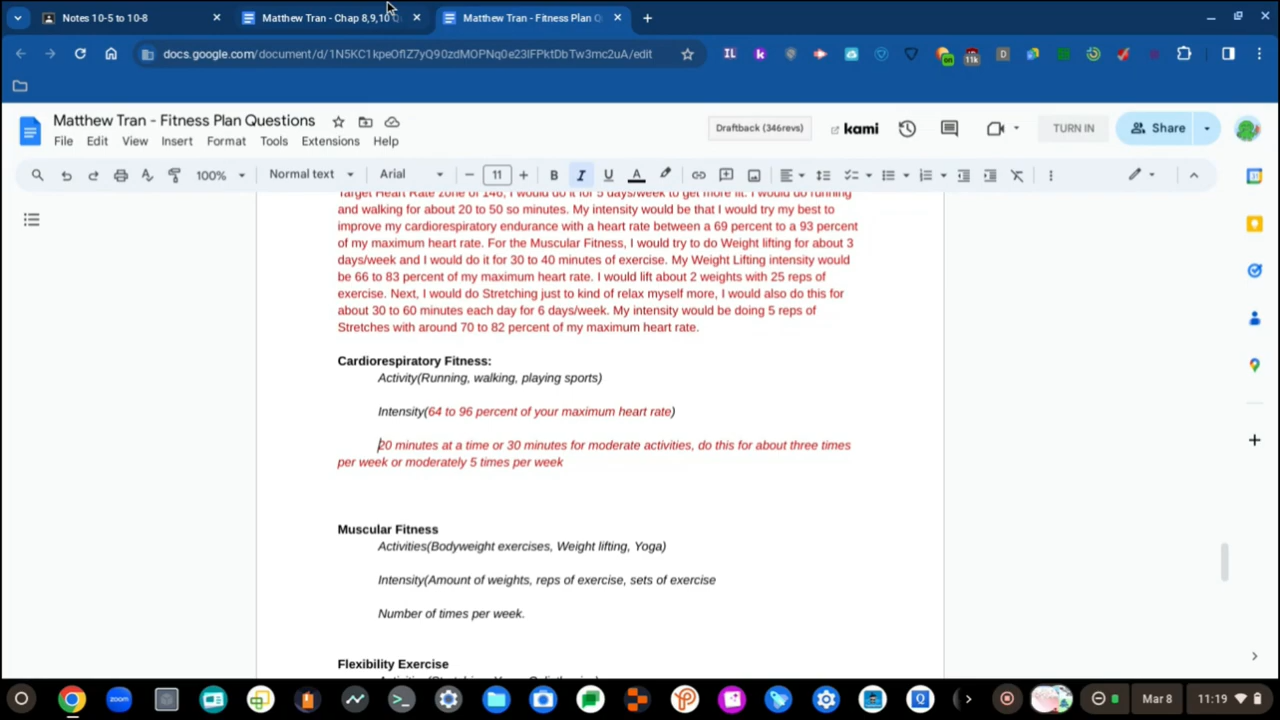 Notes 10-5 to 10-8
Matthew Tran - Chap 8,9,10 Q
Matthew Tran - Fitness Plan Q
docs.google.com/document/d/1N5KC1kpeOflZ7yQ90zdMOPNq0e23IFPktDbTw3mc2uA/edit
Matthew Tran - Fitness Plan Questions
File Edit View Insert Format Tools Extensions Help
Draftback (346revs)
kami
TURN IN
Share
100%
Normal text
Arial
11
Target Heart Rate zone of 146, I would do it for 5 days/week to get more fit. I would do running
and walking for about 20 to 50 so minutes. My intensity would be that I would try my best to
improve my cardiorespiratory endurance with a heart rate between a 69 percent to a 93 percent
of my maximum heart rate. For the Muscular Fitness, I would try to do Weight lifting for about 3
days/week and I would do it for 30 to 40 minutes of exercise. My Weight Lifting intensity would
be 66 to 83 percent of my maximum heart rate. I would lift about 2 weights with 25 reps of
exercise. Next, I would do Stretching just to kind of relax myself more, I would also do this for
about 30 to 60 minutes each day for 6 days/week. My intensity would be doing 5 reps of
Stretches with around 70 to 82 percent of my maximum heart rate.
Cardiorespiratory Fitness:
Activity(Running, walking, playing sports)
Intensity(64 to 96 percent of your maximum heart rate)
20 minutes at a time or 30 minutes for moderate activities, do this for about three times
per week or moderately 5 times per week
Muscular Fitness
Activities(Bodyweight exercises, Weight lifting, Yoga)
Intensity(Amount of weights, reps of exercise, sets of exercise
Number of times per week.
Flexibility Exercise
zoom
Mar 8
11:19